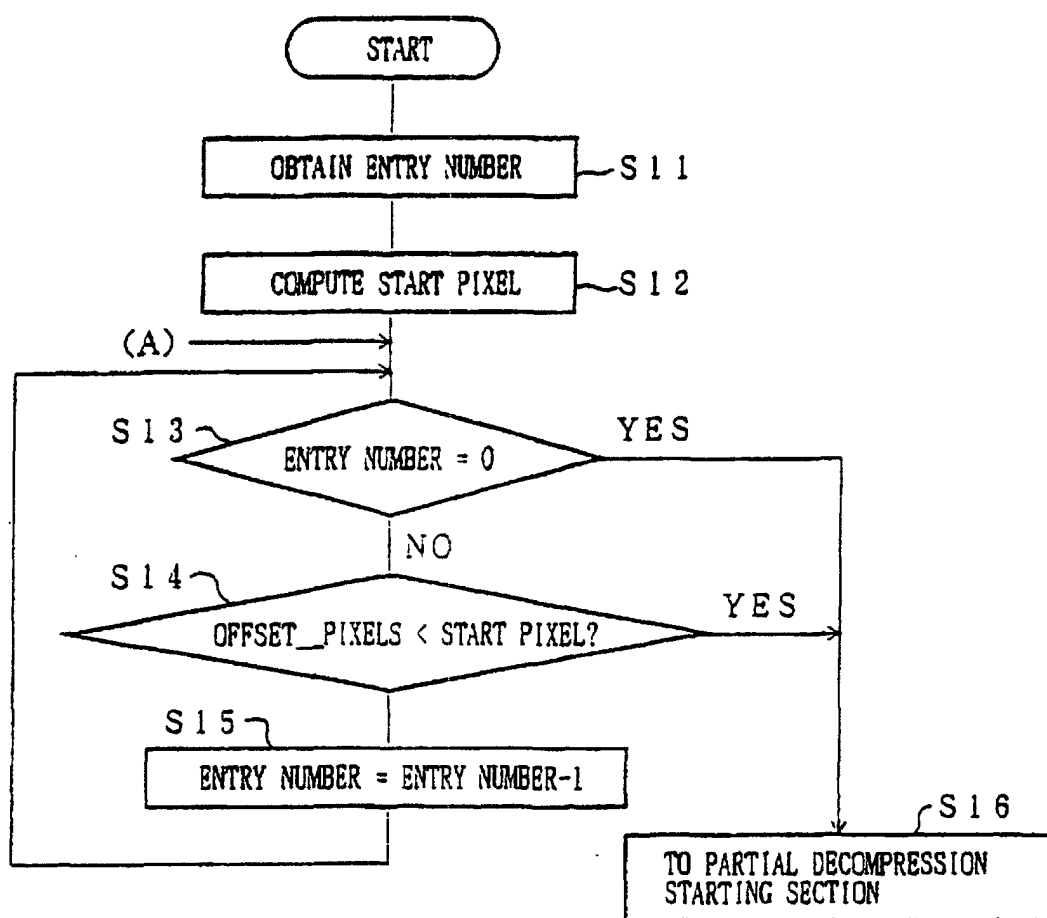 START
OBTAIN ENTRY NUMBER
S11
COMPUTE START PIXEL
S12
(A)
S13
ENTRY NUMBER = 0
YES
NO
S14
OFFSET__PIXELS < START PIXEL?
YES
S15
ENTRY NUMBER = ENTRY NUMBER-1
S16
TO PARTIAL DECOMPRESSION
STARTING SECTION